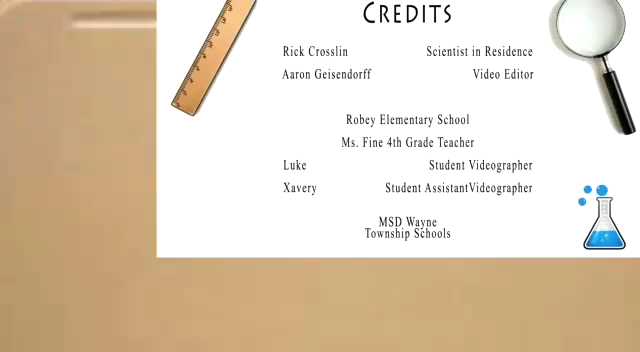 CREDITS
Rick Crosslin Scientist in Residence
Aaron Geisendorff Video Editor
Robey Elementary School
Ms. Fine 4th Grade Teacher
Luke Student Videographer
Xavery Student AssistantVideographer
MSD Wayne
Township Schools